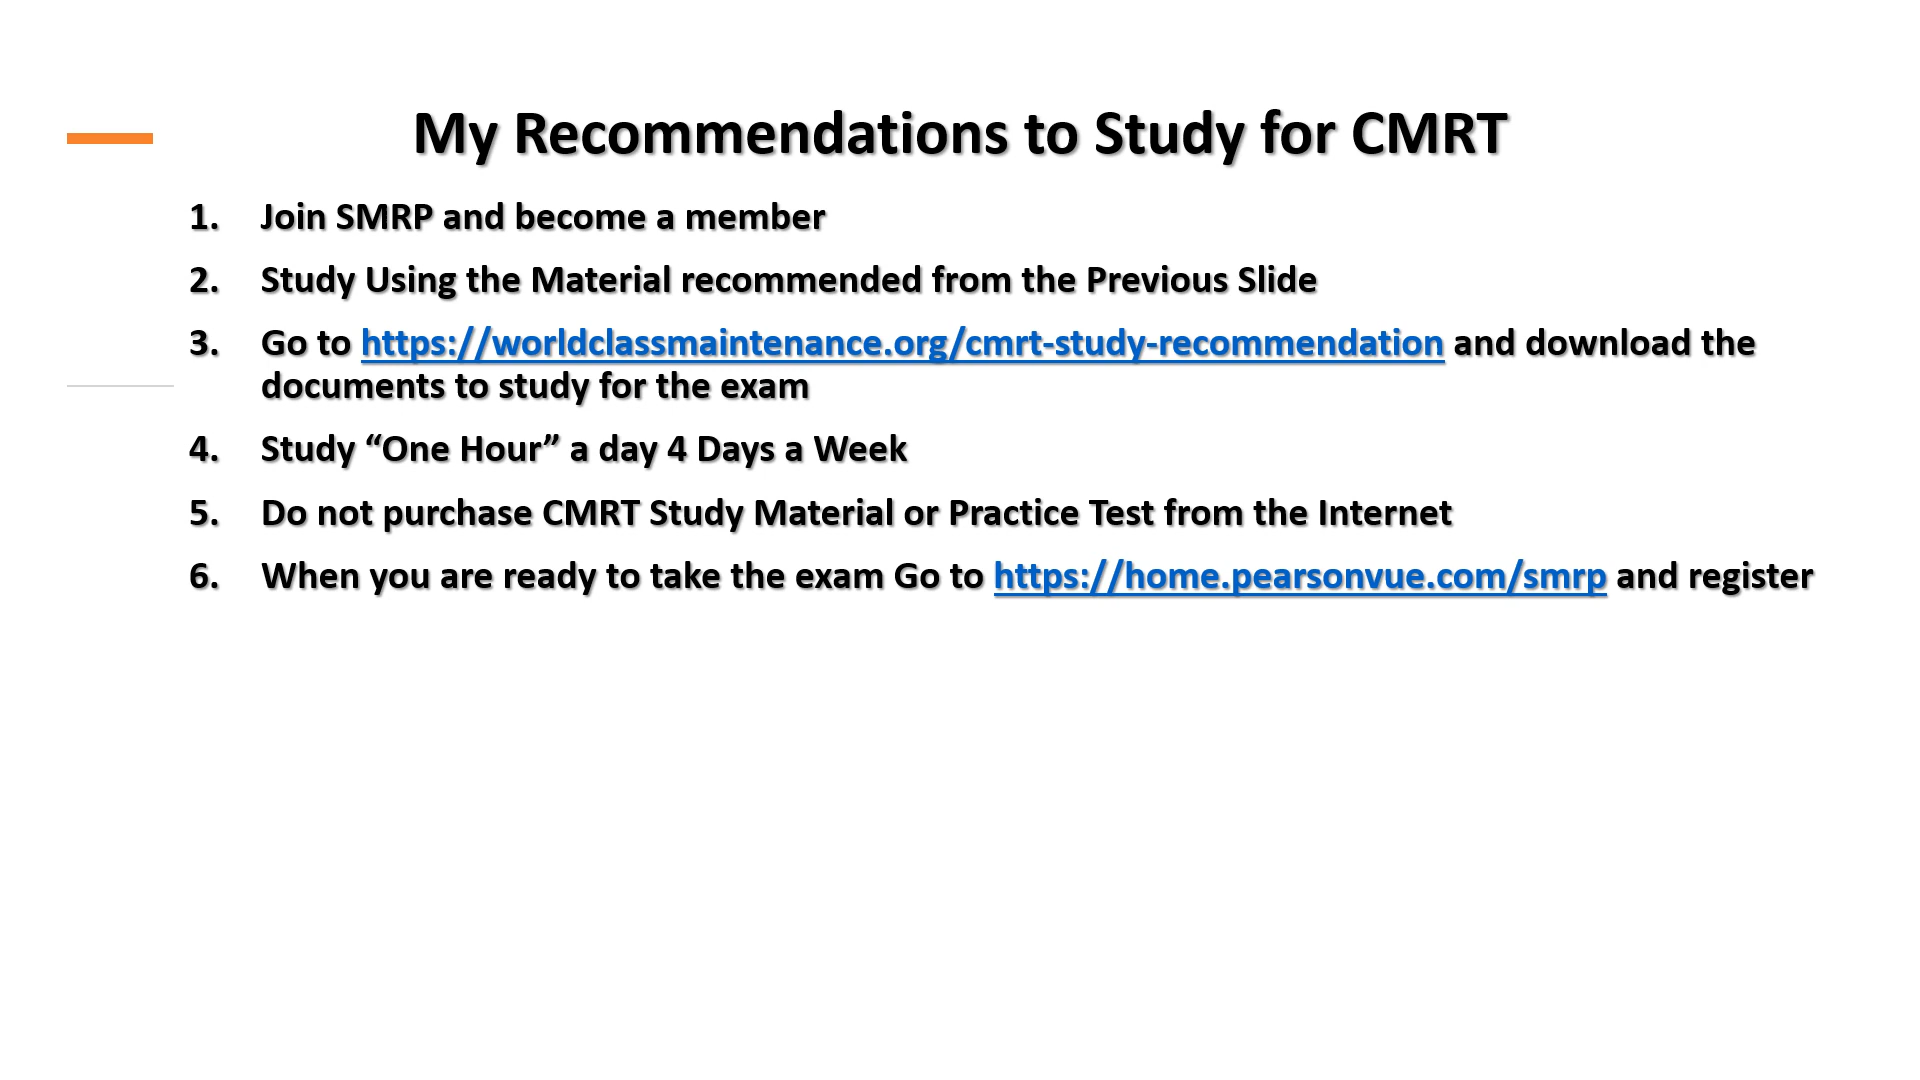 My Recommendations to Study for CMRT
1. Join SMRP and become a member
2. Study Using the Material recommended from the Previous Slide
3. Go to https://worldclassmaintenance.org/cmrt-study-recommendation and download the
documents to study for the exam
4. Study “One Hour” a day 4 Days a Week
5. Do not purchase CMRT Study Material or Practice Test from the Internet
6. When you are ready to take the exam Go to https://home.pearsonvue.com/smrp and register